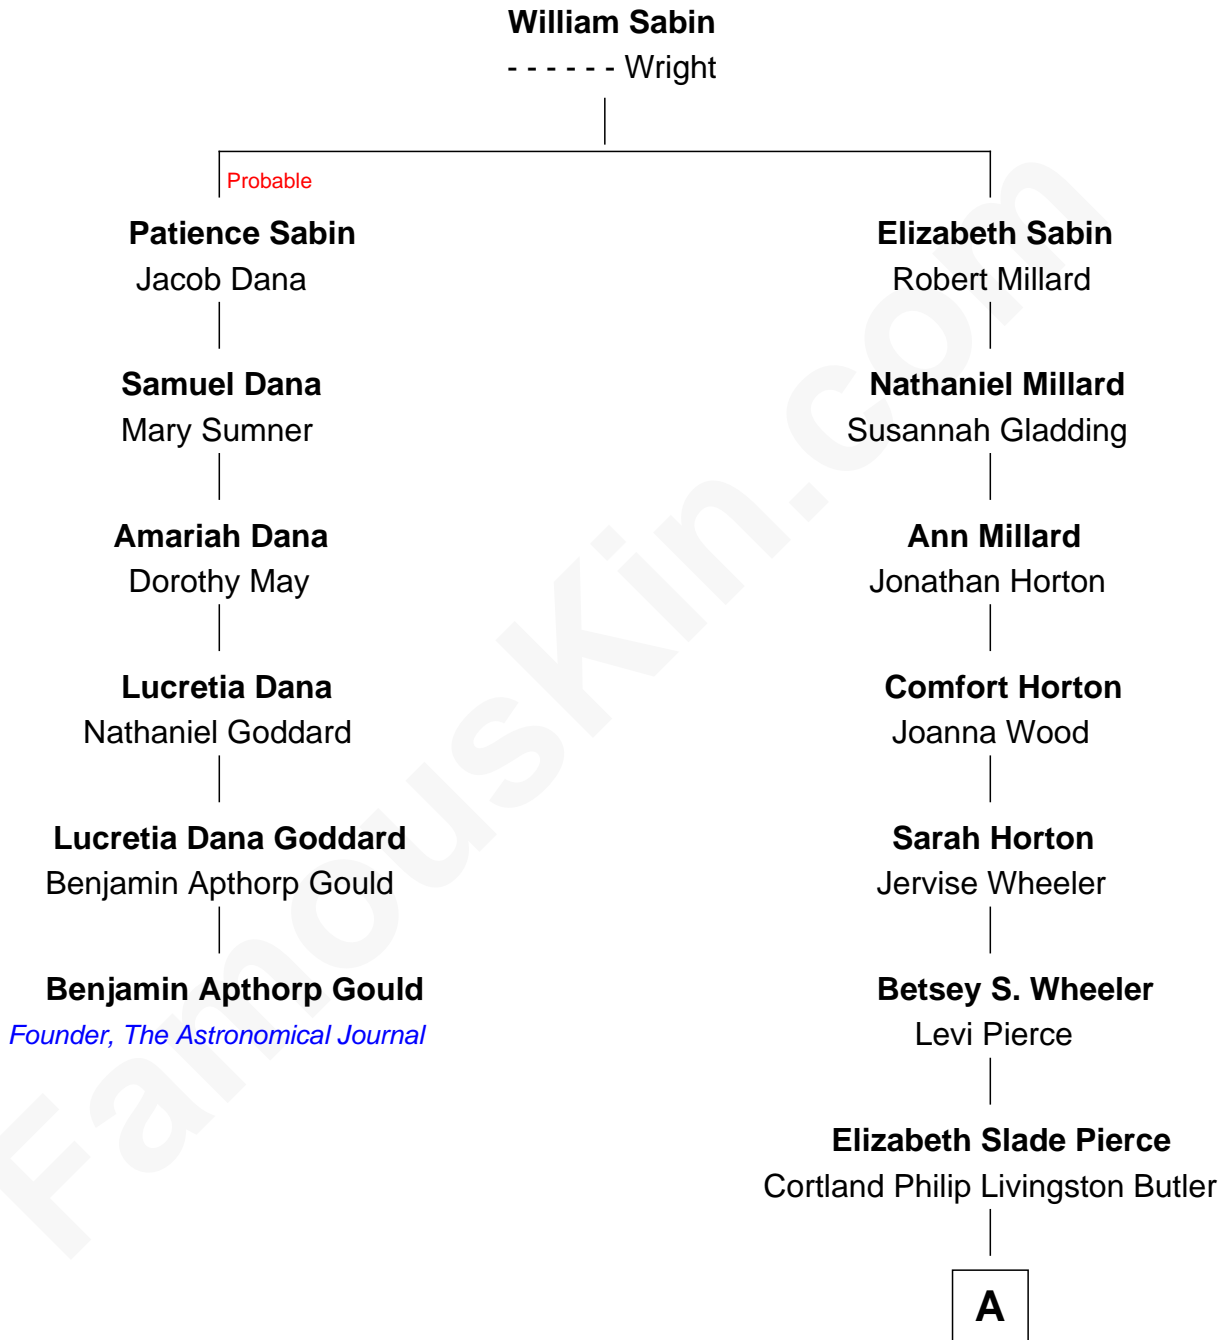 William Sabin
- - - - - - Wright
Probable
Patience Sabin
Jacob Dana
Samuel Dana
Mary Sumner
Amariah Dana
Dorothy May
Lucretia Dana
Nathaniel Goddard
Lucretia Dana Goddard
Benjamin Apthorp Gould
Benjamin Apthorp Gould
Founder, The Astronomical Journal
Elizabeth Sabin
Robert Millard
Nathaniel Millard
Susannah Gladding
Ann Millard
Jonathan Horton
Comfort Horton
Joanna Wood
Sarah Horton
Jervise Wheeler
Betsey S. Wheeler
Levi Pierce
Elizabeth Slade Pierce
Cortland Philip Livingston Butler
A
FamousKin.com